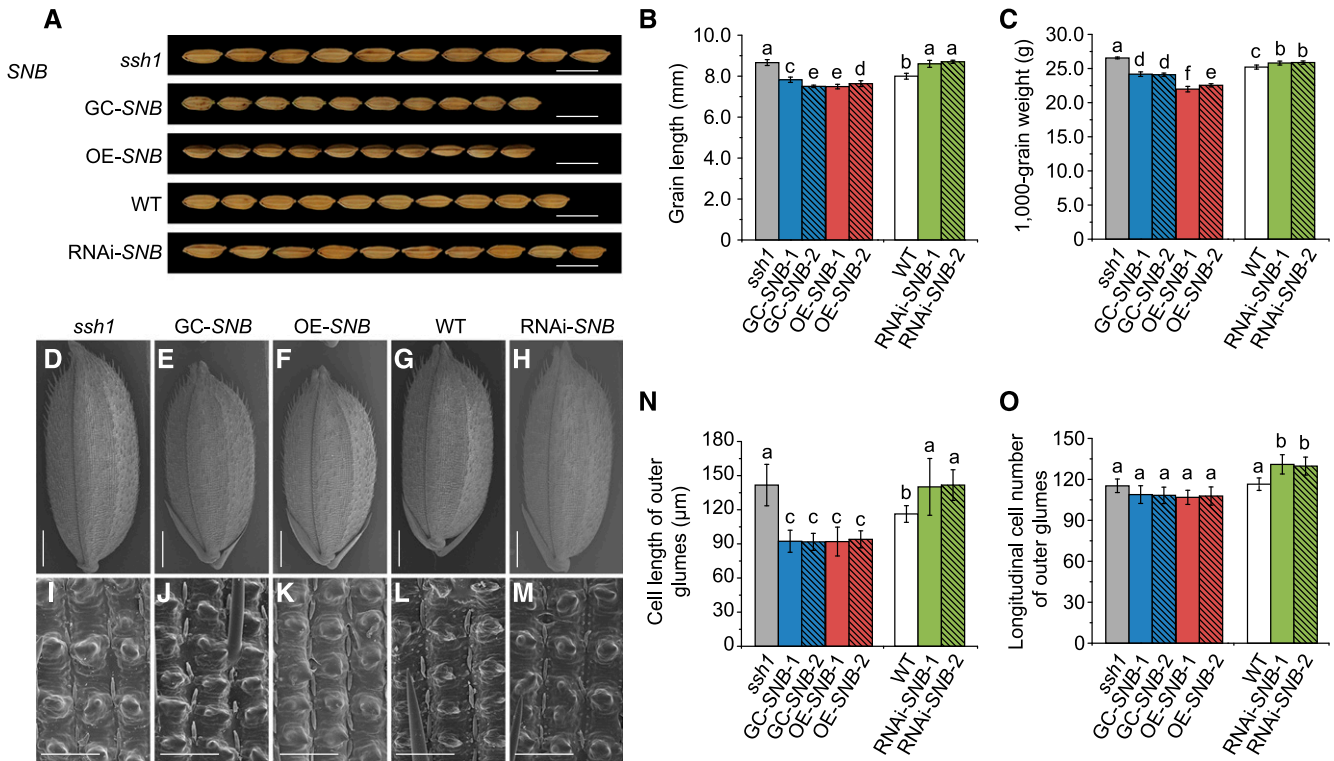 A
SNB
ssh1
GC-SNB
OE-SNB
WT
RNAi-SNB
B
Grain length (mm)
10.0
8.0
6.0
4.0
2.0
0
a
c
e
e
d
b
a
a
ssh1
GC-SNB-1
GC-SNB-2
OE-SNB-1
OE-SNB-2
WT
RNAi-SNB-1
RNAi-SNB-2
C
1,000-grain weight (g)
30.0
25.0
20.0
15.0
10.0
5.0
0.0
a
d
d
f
e
c
b
b
ssh1
GC-SNB-1
GC-SNB-2
OE-SNB-1
OE-SNB-2
WT
RNAi-SNB-1
RNAi-SNB-2
ssh1
GC-SNB
OE-SNB
WT
RNAi-SNB
D
E
F
G
H
I
J
K
L
M
N
Cell length of outer
glumes (μm)
180
150
120
90
60
30
0
a
c
c
c
c
b
a
a
ssh1
GC-SNB-1
GC-SNB-2
OE-SNB-1
OE-SNB-2
WT
RNAi-SNB-1
RNAi-SNB-2
O
Longitudinal cell number
of outer glumes
150
120
90
60
30
0
a
a
a
a
a
a
b
b
ssh1
GC-SNB-1
GC-SNB-2
OE-SNB-1
OE-SNB-2
WT
RNAi-SNB-1
RNAi-SNB-2